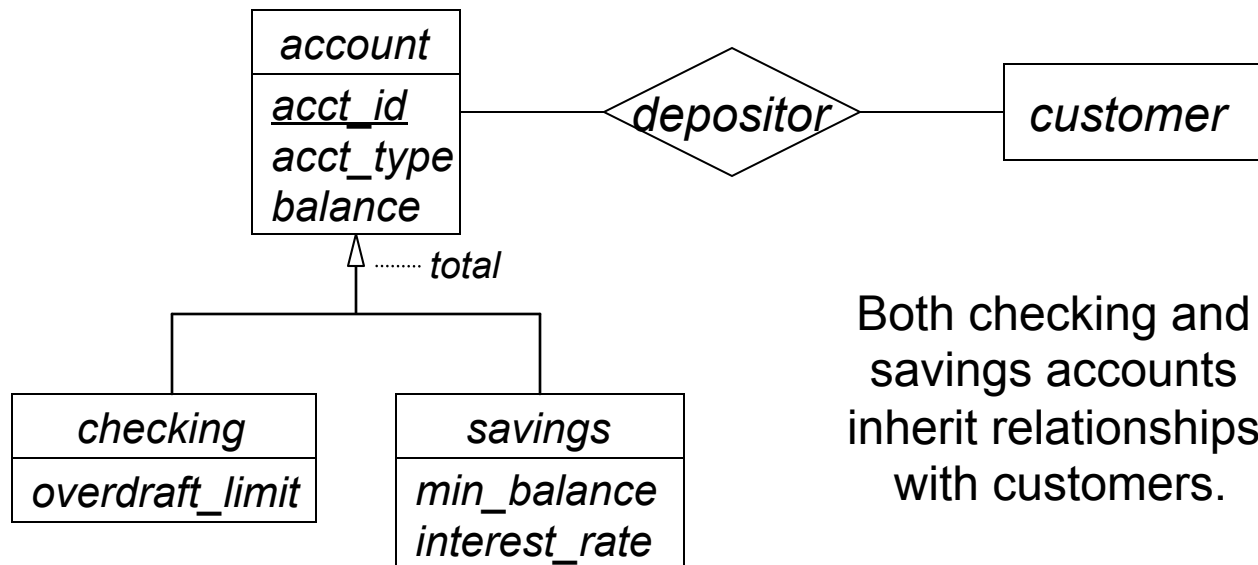 account
acct_id
acct_type
balance
depositor
customer
total
checking
overdraft_limit
savings
min_balance
interest_rate
Both checking and
savings accounts
inherit relationships
with customers.